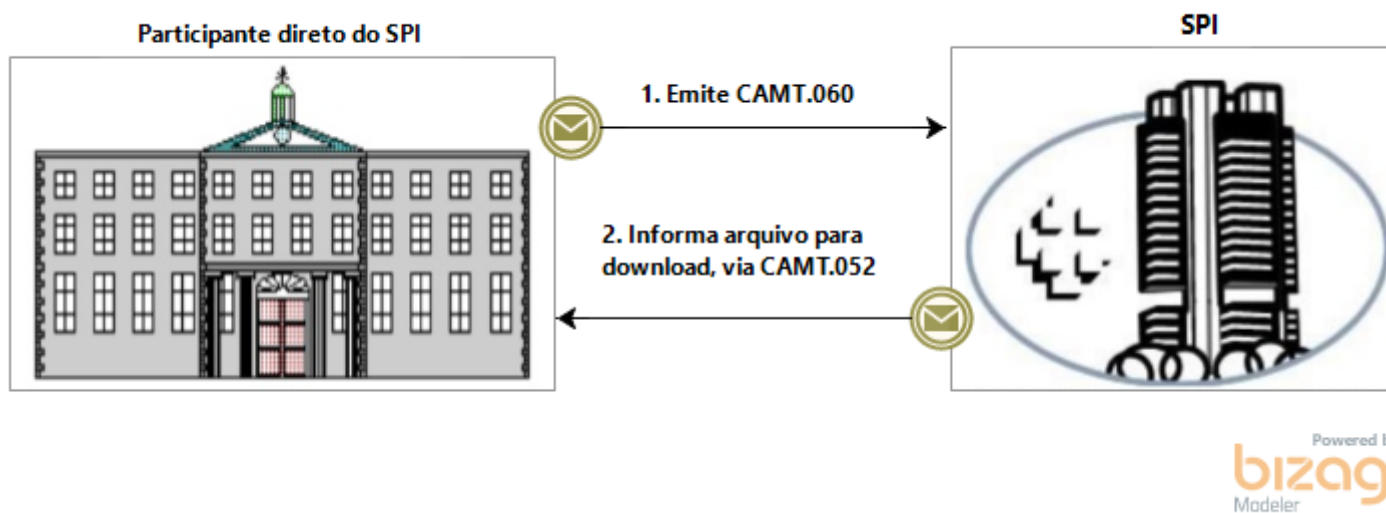 Participante direto do SPI
SPI
1. Emite CAMT.060
2. Informa arquivo para
download, via CAMT.052
Powered
bizag
Modeler